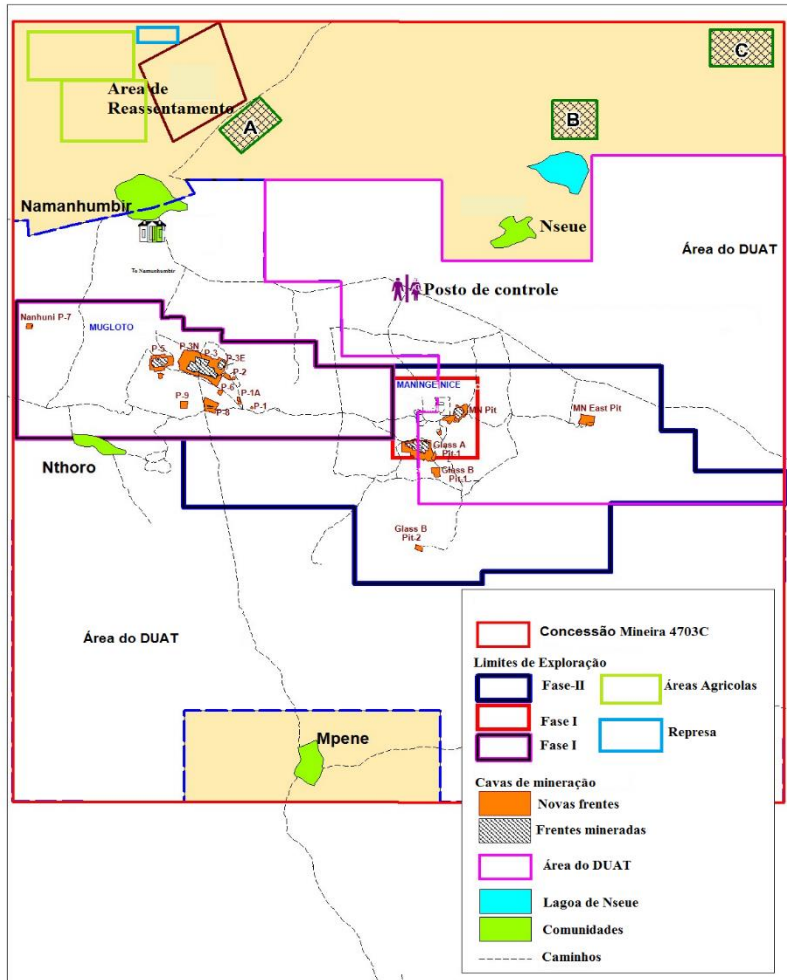 C
A
B
Área de
Reassentamento
Namanhumbir
To Namanhumbir
Nseue
Área do DUAT
Posto de controle
Nanhuni P-7
MUGLOTO
P-5
P-3N
P-3
P-3E
P-2
P-6
P-9
P-8
P-1A
P-1
MANINGE NICE
MN Pit
MN East Pit
Glass A
Pit-1
Glass B
Pit-1
Nthoro
Glass B
Pit-2
Área do DUAT
Mpene
Concessão Mineira 4703C
Limites de Exploração
Fase-II
Áreas Agricolas
Fase I
Fase I
Represa
Cavas de mineração
Novas frentes
Frentes mineradas
Área do DUAT
Lagoa de Nseue
Comunidades
Caminhos